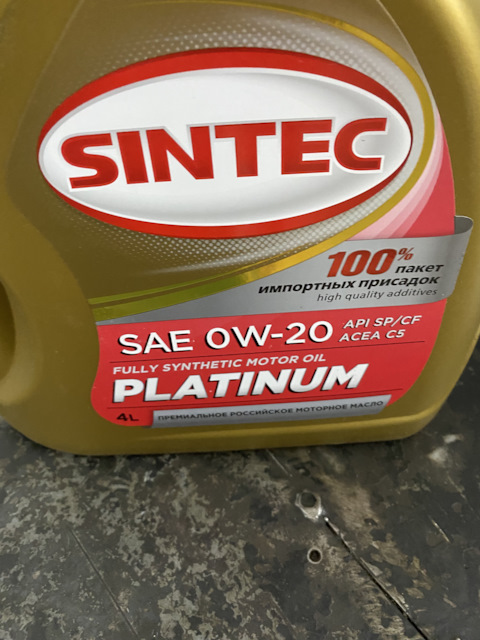 SINTEC
100% пакет
импортных присадок
high quality additives
SAE 0W-20 API SP/CF
ACEA C5
FULLY SYNTHETIC MOTOR OIL
PLATINUM
4L ПРЕМИАЛЬНОЕ РОССИЙСКОЕ МОТОРНОЕ МАСЛО